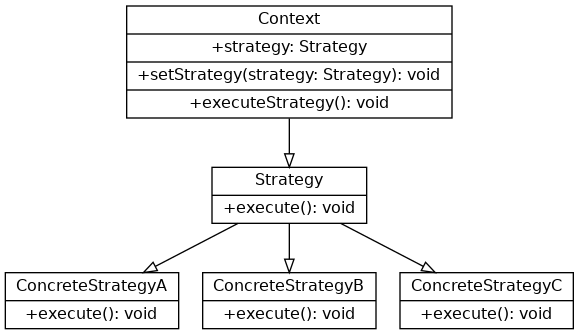 Context
+strategy: Strategy
+setStrategy(strategy: Strategy): void
+executeStrategy(): void
Strategy
+execute(): void
ConcreteStrategyA
+execute(): void
ConcreteStrategyB
+execute(): void
ConcreteStrategyC
+execute(): void